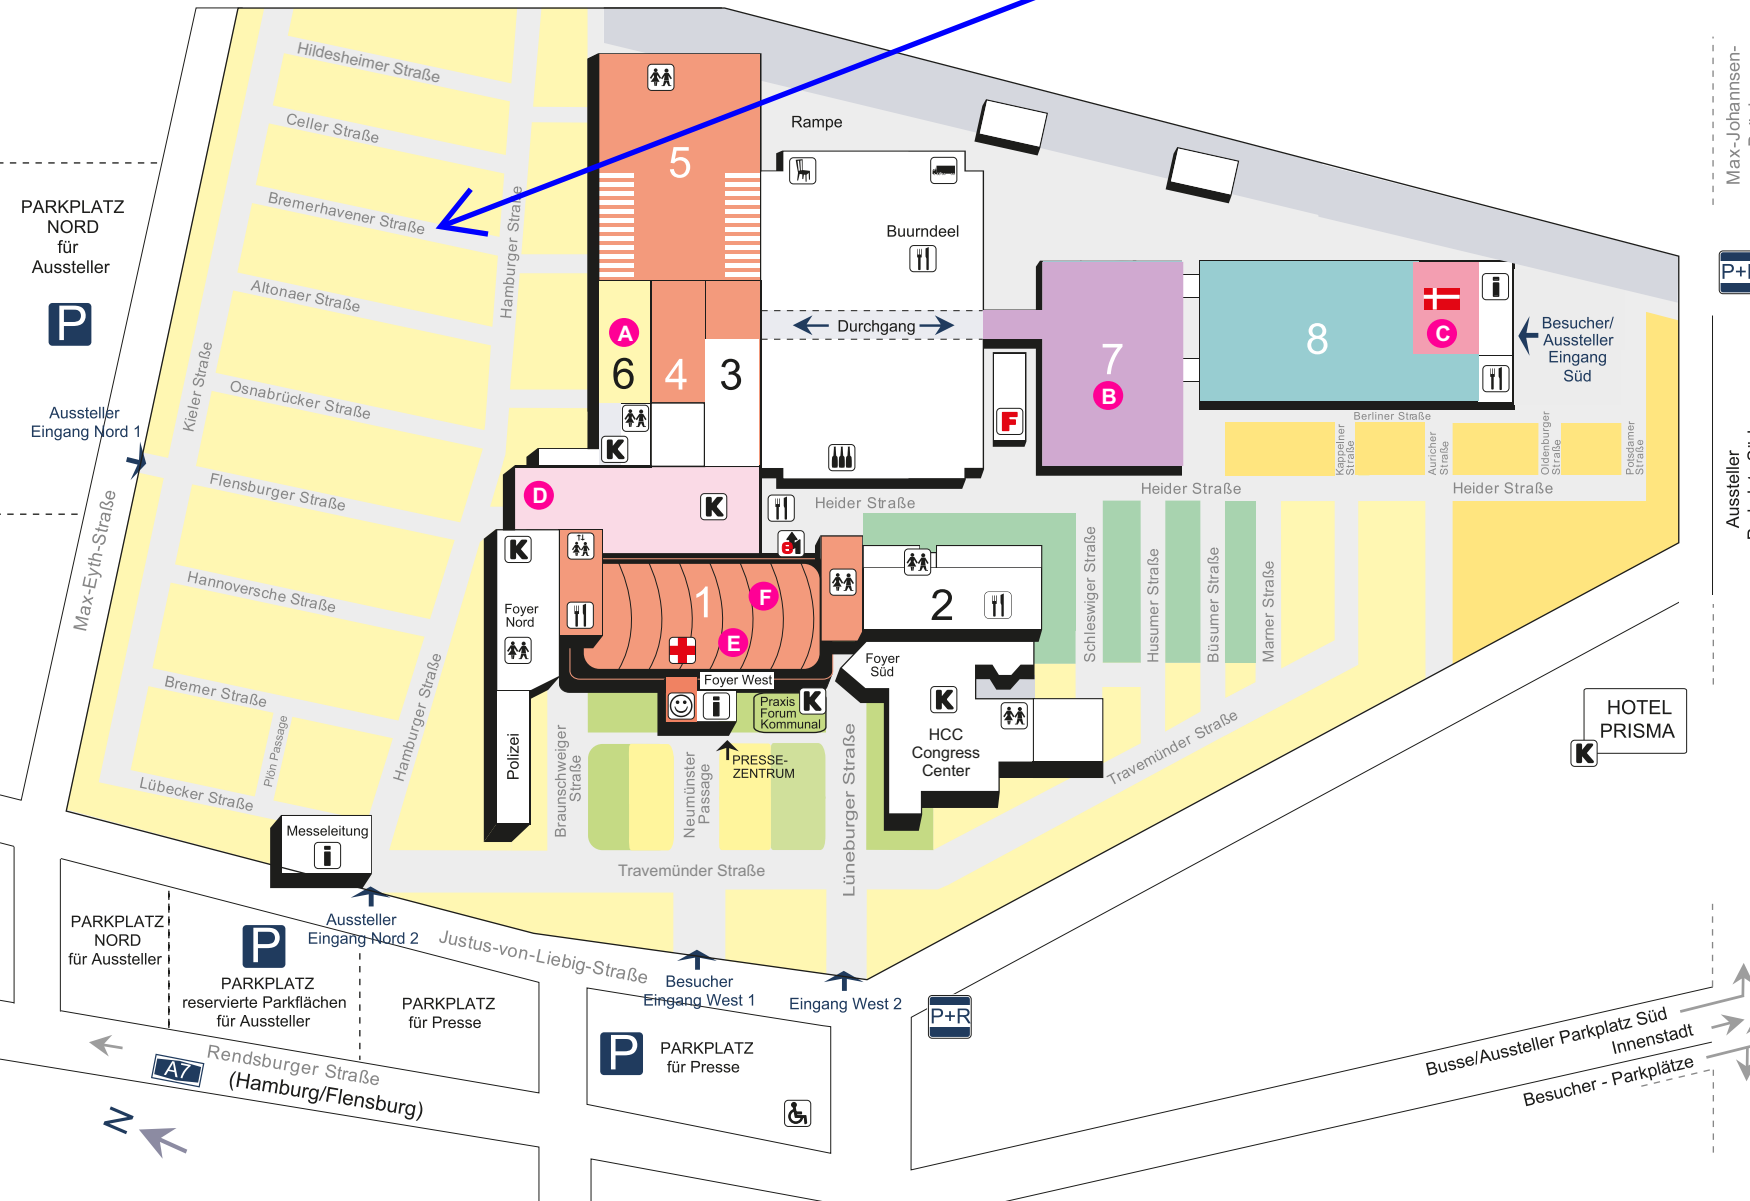 Hildesheimer Straße
Celler Straße
Bremerhavener Straße
Altonaer Straße
Osnabrücker Straße
Flensburger Straße
Hannoversche Straße
Bremer Straße
Plön Passage
Lübecker Straße
Kieler Straße
Hamburger Straße
Hamburger Straße
Max-Eyth-Straße
PARKPLATZ
NORD
für
Aussteller
P
Aussteller
Eingang Nord 1
Rampe
5
A
6
4
3
K
Buurndeel
Durchgang
F
7
B
8
C
i
Besucher/
Aussteller
Eingang
Süd
Max-Johannsen-
P+
Aussteller
Berliner Straße
Kappelner
Straße
Auricher
Straße
Oldenburger
Straße
Potsdamer
Straße
Heider Straße
Heider Straße
Heider Straße
D
K
K
Foyer
Nord
1
F
E
2
Foyer
Süd
Foyer West
i
Praxis
Forum
Kommunal
K
PRESSE-
ZENTRUM
Polizei
K
HCC
Congress
Center
Schleswiger Straße
Husumer Straße
Büsumer Straße
Marner Straße
Travemünder Straße
HOTEL
PRISMA
K
Braunschweiger
Straße
Neumünster
Passage
Lüneburger Straße
Travemünder Straße
Messeleitung
i
Aussteller
Eingang Nord 2
Justus-von-Liebig-Straße
Besucher
Eingang West 1
Eingang West 2
P+R
PARKPLATZ
NORD
für Aussteller
P
PARKPLATZ
reservierte Parkflächen
für Aussteller
PARKPLATZ
für Presse
P
PARKPLATZ
für Presse
Rendsburger Straße
A7
(Hamburg/Flensburg)
N
Busse/Aussteller Parkplatz Süd
Innenstadt
Besucher - Parkplätze